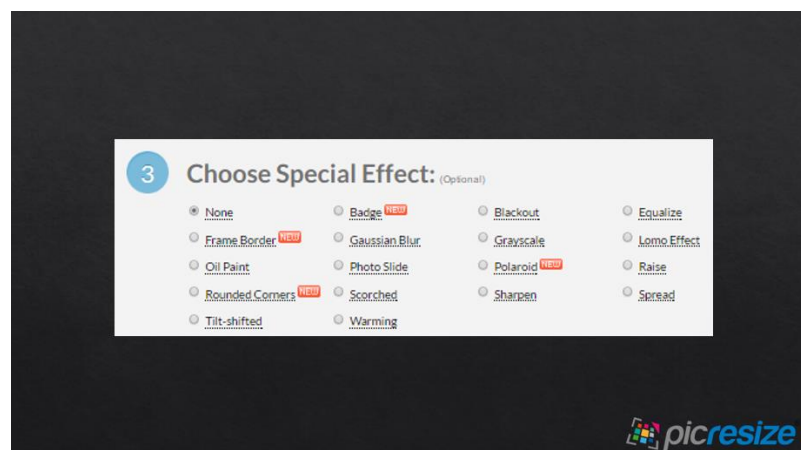 3 Choose Special Effect: (Optional)
None Badge NEW Blackout Equalize
Frame Border NEW Gaussian Blur Grayscale Lomo Effect
Oil Paint Photo Slide Polaroid NEW Raise
Rounded Corners NEW Scorched Sharpen Spread
Tilt-shifted Warming
picresize